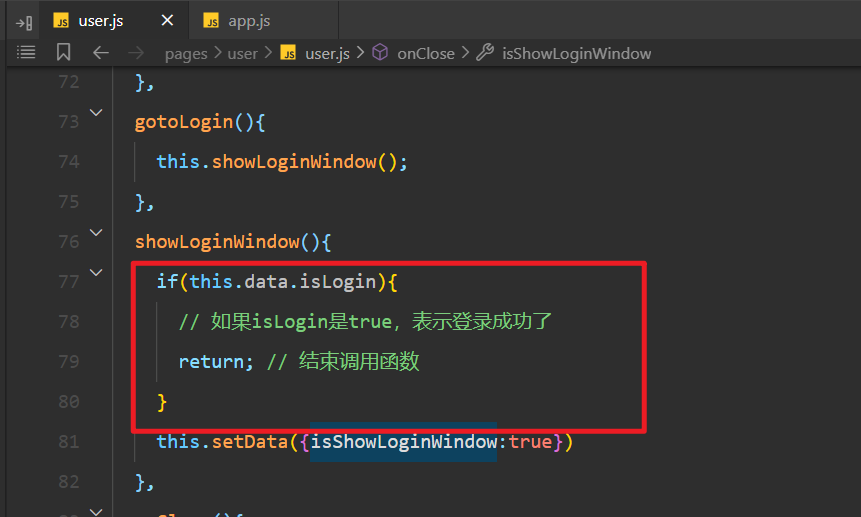 JS user.js × JS app.js
pages > user > JS user.js > onClose > isShowLoginWindow
72 },
73 gotoLogin(){
74 this.showLoginWindow();
75 },
76 showLoginWindow(){
77 if(this.data.isLogin){
78 // 如果isLogin是true，表示登录成功了
79 return; // 结束调用函数
80 }
81 this.setData({isShowLoginWindow:true})
82 },